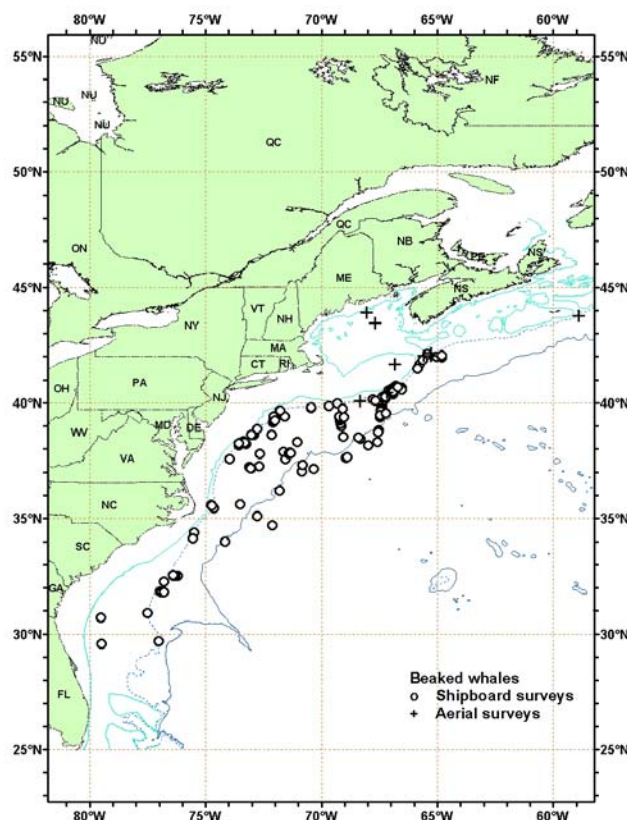 80°W 75°W 70°W 65°W 60°W
55°N 55°N
ND
NU
NU
NU
NF
QC
50°N 50°N
QC
ON
NB
PE
NS
ME
NS
45°N 45°N
VT
NH
NY
MA
CT
RI
PA
OH
NJ
40°N 40°N
MD
DE
WV
VA
NC
35°N 35°N
SC
GA
30°N 30°N
FL
Beaked whales
Shipboard surveys
Aerial surveys
25°N 25°N
80°W 75°W 70°W 65°W 60°W